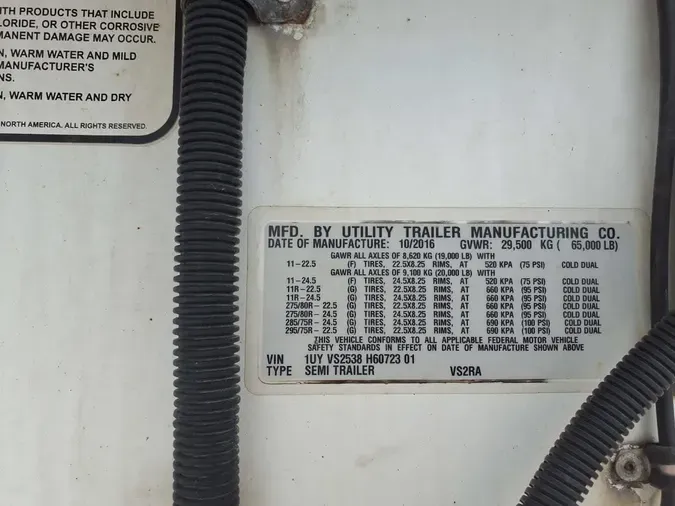 TH PRODUCTS THAT INCLUDE
LORIDE, OR OTHER CORROSIVE
MANENT DAMAGE MAY OCCUR.
N, WARM WATER AND MILD
MANUFACTURER'S
NS.
N, WARM WATER AND DRY
NORTH AMERICA. ALL RIGHTS RESERVED.
MFD. BY UTILITY TRAILER MANUFACTURING CO.
DATE OF MANUFACTURE: 10/2016 GVWR: 29,500 KG ( 65,000 LB)
GAWR ALL AXLES OF 8,620 KG (19,000 LB) WITH
11-22.5 (F) TIRES, 22.5X8.25 RIMS, AT 520 KPA (75 PSI) COLD DUAL
GAWR ALL AXLES OF 9,100 KG (20,000 LB) WITH
11-24.5 (F) TIRES, 24.5X8.25 RIMS, AT 520 KPA (75 PSI) COLD DUAL
11R-22.5 (G) TIRES, 22.5X8.25 RIMS, AT 660 KPA (95 PSI) COLD DUAL
11R-24.5 (G) TIRES, 24.5X8.25 RIMS, AT 660 KPA (95 PSI) COLD DUAL
275/80R-22.5 (G) TIRES, 22.5X8.25 RIMS, AT 660 KPA (95 PSI) COLD DUAL
275/80R-24.5 (G) TIRES, 24.5X8.25 RIMS, AT 660 KPA (95 PSI) COLD DUAL
285/75R-24.5 (G) TIRES, 24.5X8.25 RIMS, AT 690 KPA (100 PSI) COLD DUAL
295/75R-22.5 (G) TIRES, 22.5X8.25 RIMS, AT 690 KPA (100 PSI) COLD DUAL
THIS VEHICLE CONFORMS TO ALL APPLICABLE FEDERAL MOTOR VEHICLE
SAFETY STANDARDS IN EFFECT ON DATE OF MANUFACTURE SHOWN ABOVE
VIN 1UY VS2538 H60723 01
TYPE SEMI TRAILER VS2RA